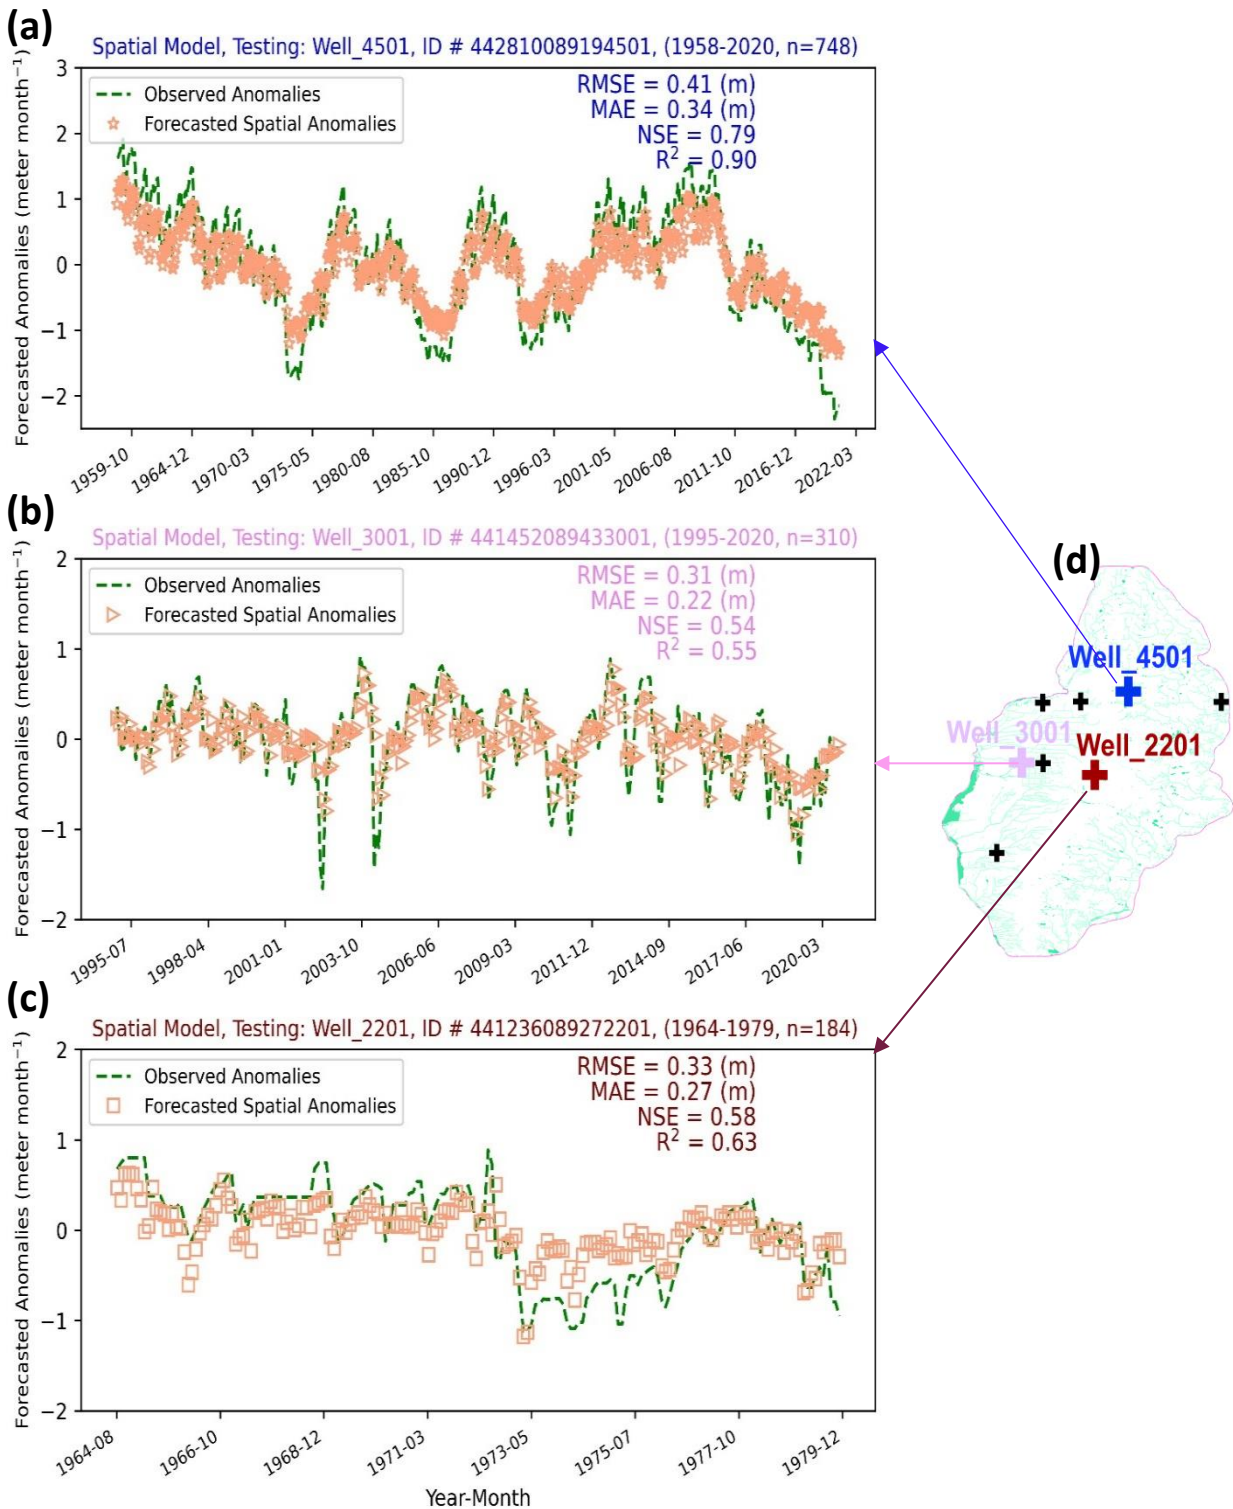 (a)
Spatial Model, Testing: Well_4501, ID # 442810089194501, (1958-2020, n=748)
Forecasted Anomalies (meter month⁻¹)
3
2
1
0
−1
−2
Observed Anomalies
Forecasted Spatial Anomalies
RMSE = 0.41 (m)
MAE = 0.34 (m)
NSE = 0.79
R² = 0.90
1959-10
1964-12
1970-03
1975-05
1980-08
1985-10
1990-12
1996-03
2001-05
2006-08
2011-10
2016-12
2022-03
(b)
Spatial Model, Testing: Well_3001, ID # 441452089433001, (1995-2020, n=310)
Forecasted Anomalies (meter month⁻¹)
2
1
0
−1
−2
Observed Anomalies
Forecasted Spatial Anomalies
RMSE = 0.31 (m)
MAE = 0.22 (m)
NSE = 0.54
R² = 0.55
1995-07
1998-04
2001-01
2003-10
2006-06
2009-03
2011-12
2014-09
2017-06
2020-03
(d)
Well_4501
Well_3001
Well_2201
(c)
Spatial Model, Testing: Well_2201, ID # 441236089272201, (1964-1979, n=184)
Forecasted Anomalies (meter month⁻¹)
2
1
0
−1
−2
Observed Anomalies
Forecasted Spatial Anomalies
RMSE = 0.33 (m)
MAE = 0.27 (m)
NSE = 0.58
R² = 0.63
1964-08
1966-10
1968-12
1971-03
1973-05
1975-07
1977-10
1979-12
Year-Month